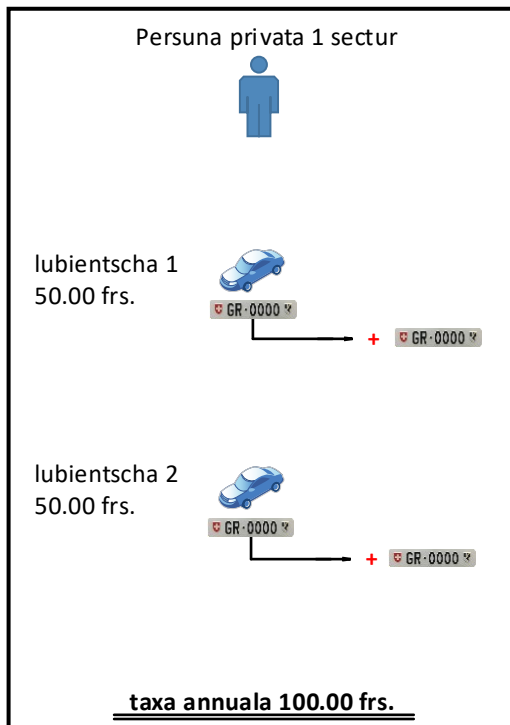 Persuna privata 1 sectur
lubientscha 1
50.00 frs.
GR·0000
+ GR·0000
lubientscha 2
50.00 frs.
GR·0000
+ GR·0000
taxa annuala 100.00 frs.